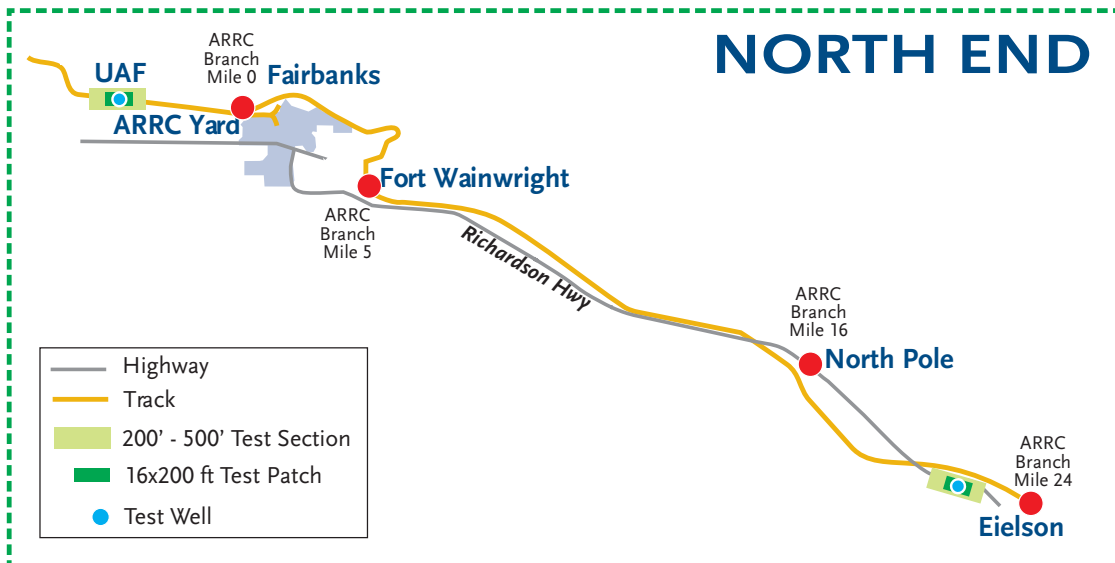 NORTH END
ARRC
Branch
Mile 0
UAF
Fairbanks
ARRC Yard
Fort Wainwright
ARRC
Branch
Mile 5
Richardson Hwy
ARRC
Branch
Mile 16
North Pole
ARRC
Branch
Mile 24
Eielson
Highway
Track
200’ - 500’ Test Section
16x200 ft Test Patch
Test Well